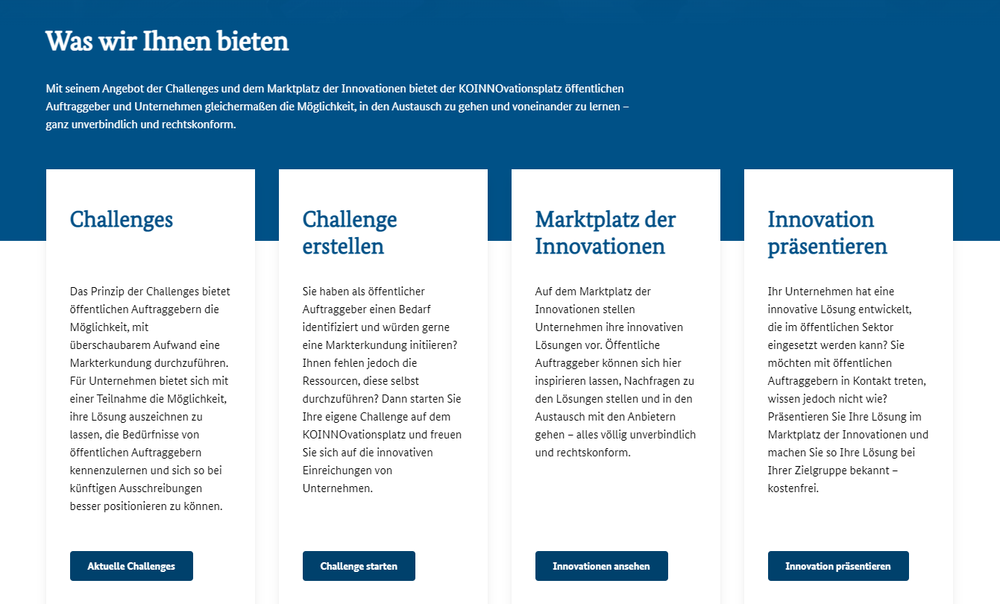 Was wir Ihnen bieten
Mit seinem Angebot der Challenges und dem Marktplatz der Innovationen bietet der KOINNOvationsplatz öffentlichen
Auftraggeber und Unternehmen gleichermaßen die Möglichkeit, in den Austausch zu gehen und voneinander zu lernen –
ganz unverbindlich und rechtskonform.
Challenges
Das Prinzip der Challenges bietet
öffentlichen Auftraggebern die
Möglichkeit, mit
überschaubarem Aufwand eine
Markterkundung durchzuführen.
Für Unternehmen bietet sich mit
einer Teilnahme die Möglichkeit,
ihre Lösung auszeichnen zu
lassen, die Bedürfnisse von
öffentlichen Auftraggebern
kennenzulernen und sich so bei
künftigen Ausschreibungen
besser positionieren zu können.
Aktuelle Challenges
Challenge
erstellen
Sie haben als öffentlicher
Auftraggeber einen Bedarf
identifiziert und würden gerne
eine Markterkundung initiieren?
Ihnen fehlen jedoch die
Ressourcen, diese selbst
durchzuführen? Dann starten Sie
Ihre eigene Challenge auf dem
KOINNOvationsplatz und freuen
Sie sich auf die innovativen
Einreichungen von
Unternehmen.
Challenge starten
Marktplatz der
Innovationen
Auf dem Marktplatz der
Innovationen stellen
Unternehmen ihre innovativen
Lösungen vor. Öffentliche
Auftraggeber können sich hier
inspirieren lassen, Nachfragen zu
den Lösungen stellen und in den
Austausch mit den Anbietern
gehen – alles völlig unverbindlich
und rechtskonform.
Innovationen ansehen
Innovation
präsentieren
Ihr Unternehmen hat eine
innovative Lösung entwickelt,
die im öffentlichen Sektor
eingesetzt werden kann? Sie
möchten mit öffentlichen
Auftraggebern in Kontakt treten,
wissen jedoch nicht wie?
Präsentieren Sie Ihre Lösung im
Marktplatz der Innovationen und
machen Sie so Ihre Lösung bei
Ihrer Zielgruppe bekannt –
kostenfrei.
Innovation präsentieren